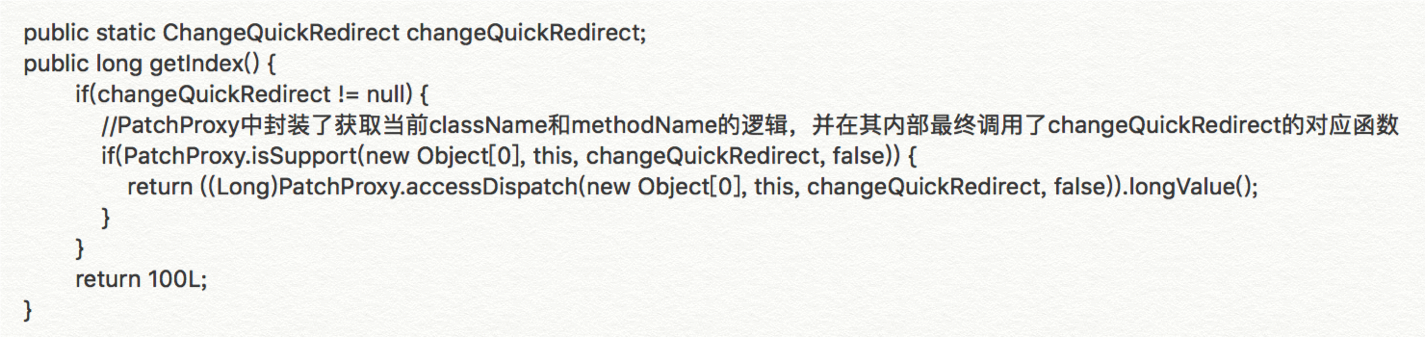 public static ChangeQuickRedirect changeQuickRedirect;
public long getIndex() {
if(changeQuickRedirect != null) {
//PatchProxy中封装了获取当前className和methodName的逻辑，并在其内部最终调用了changeQuickRedirect的对应函数
if(PatchProxy.isSupport(new Object[0], this, changeQuickRedirect, false)) {
return ((Long)PatchProxy.accessDispatch(new Object[0], this, changeQuickRedirect, false)).longValue();
}
}
return 100L;
}